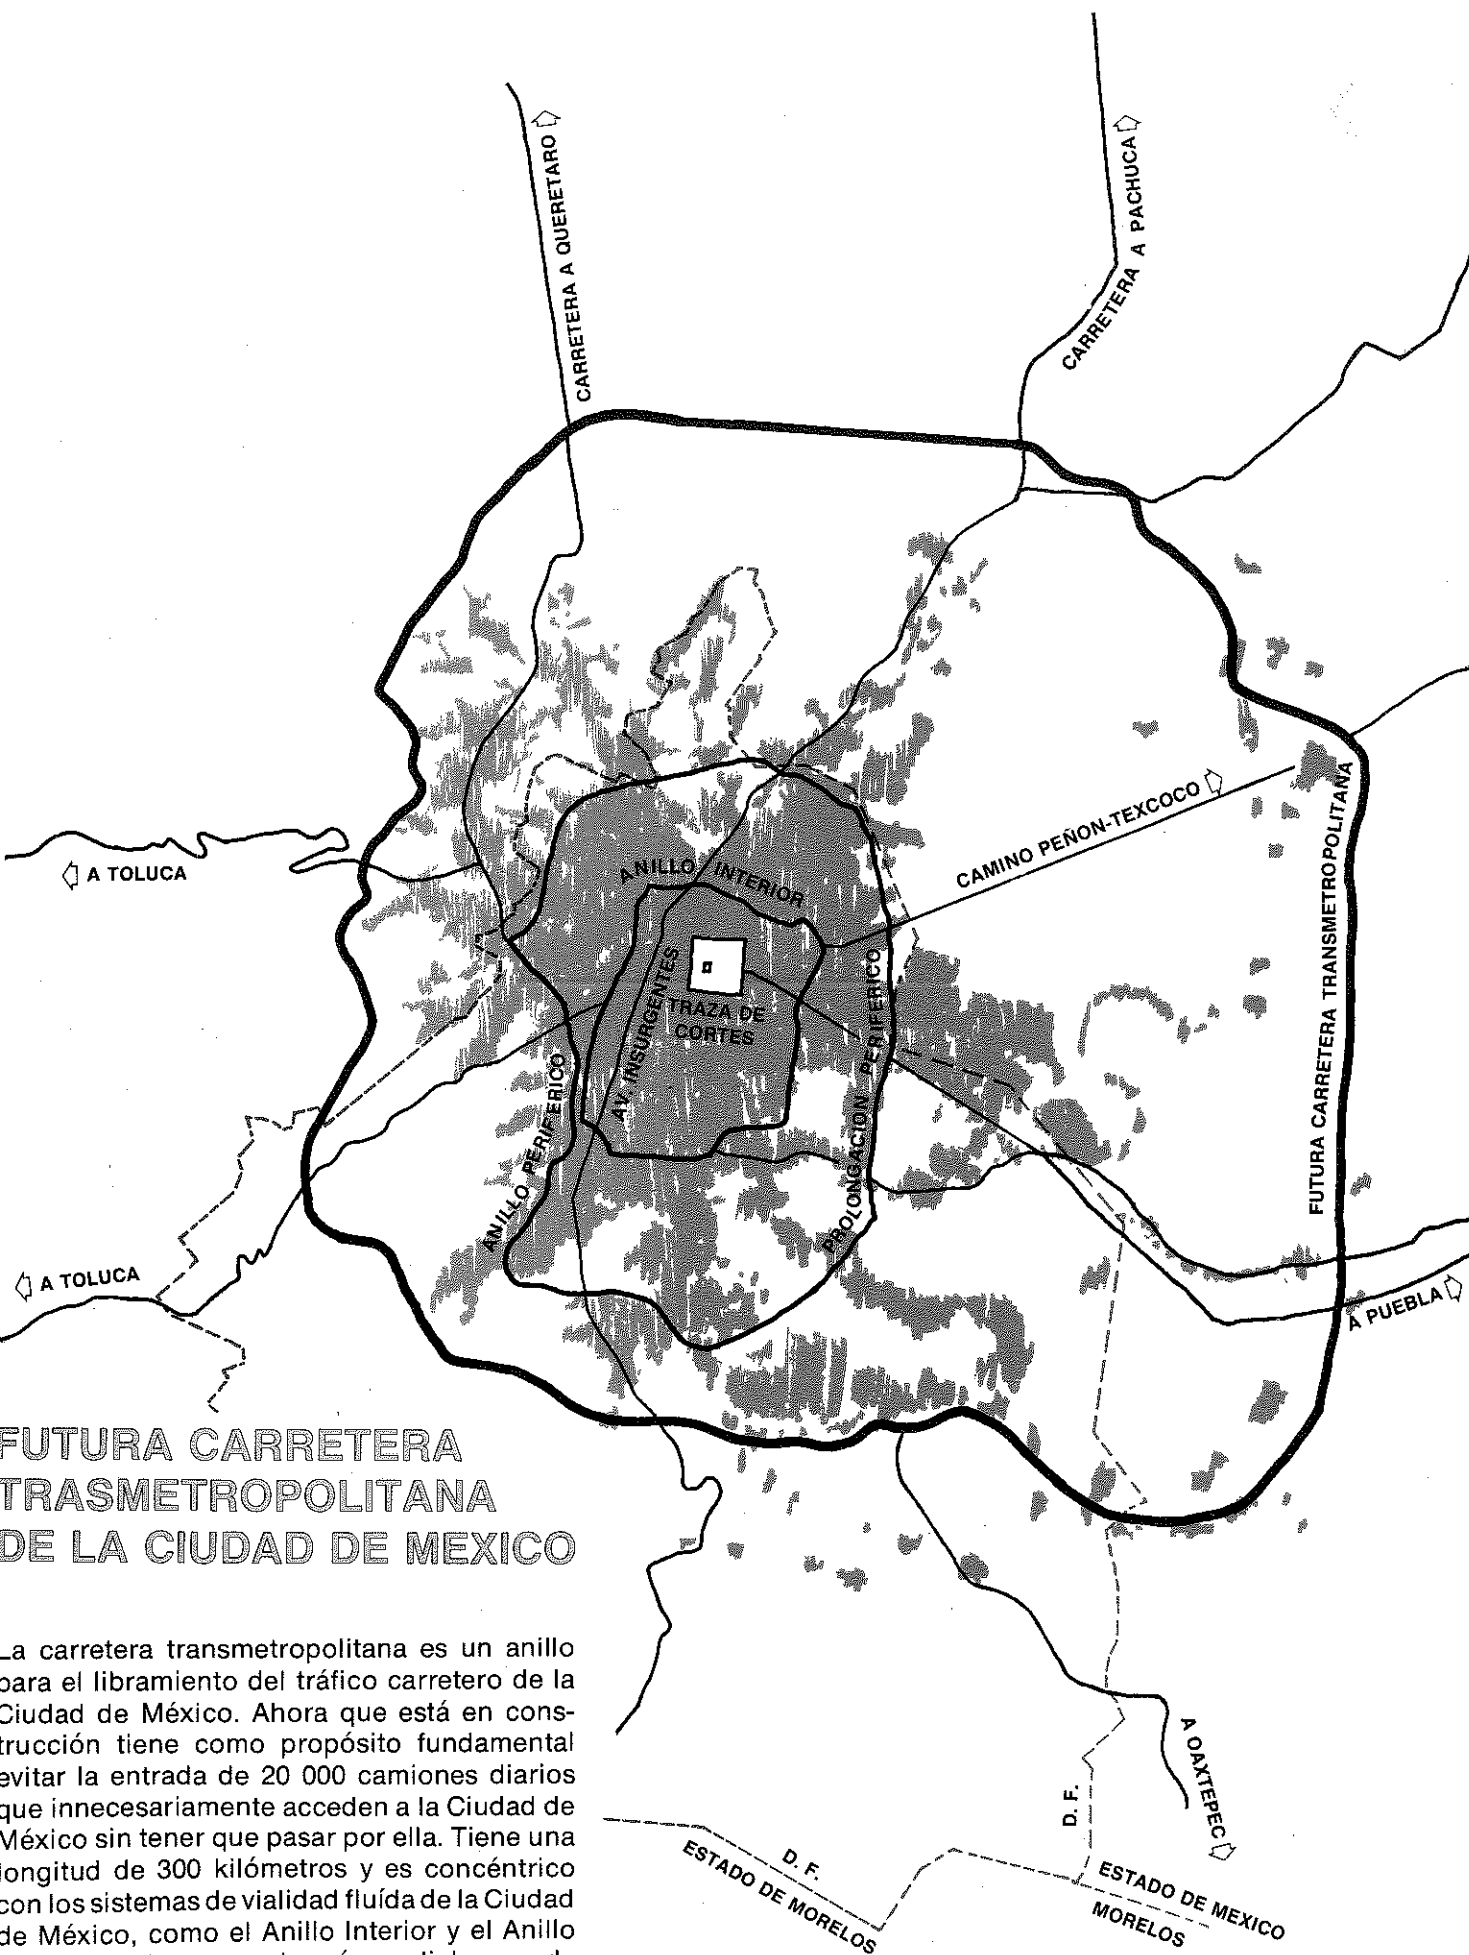 CARRETERA A QUERETARO
CARRETERA A PACHUCA
A TOLUCA
ANILLO INTERIOR
CAMINO PEÑON-TEXCOCO
FUTURA CARRETERA TRANSMETROPOLITANA
AV. INSURGENTES
TRAZA DE
CORTES
ANILLO PERIFERICO
PROLONGACION PERIFERICO
A TOLUCA
A PUEBLA
FUTURA CARRETERA
TRASMETROPOLITANA
DE LA CIUDAD DE MEXICO
La carretera transmetropolitana es un anillo
para el libramiento del tráfico carretero de la
Ciudad de México. Ahora que está en cons-
trucción tiene como propósito fundamental
evitar la entrada de 20 000 camiones diarios
que innecesariamente acceden a la Ciudad de
México sin tener que pasar por ella. Tiene una
longitud de 300 kilómetros y es concéntrico
con los sistemas de vialidad fluída de la Ciudad
de México, como el Anillo Interior y el Anillo
A OAXTEPEC
D. F.
D. F.
ESTADO DE MORELOS
ESTADO DE MEXICO
MORELOS